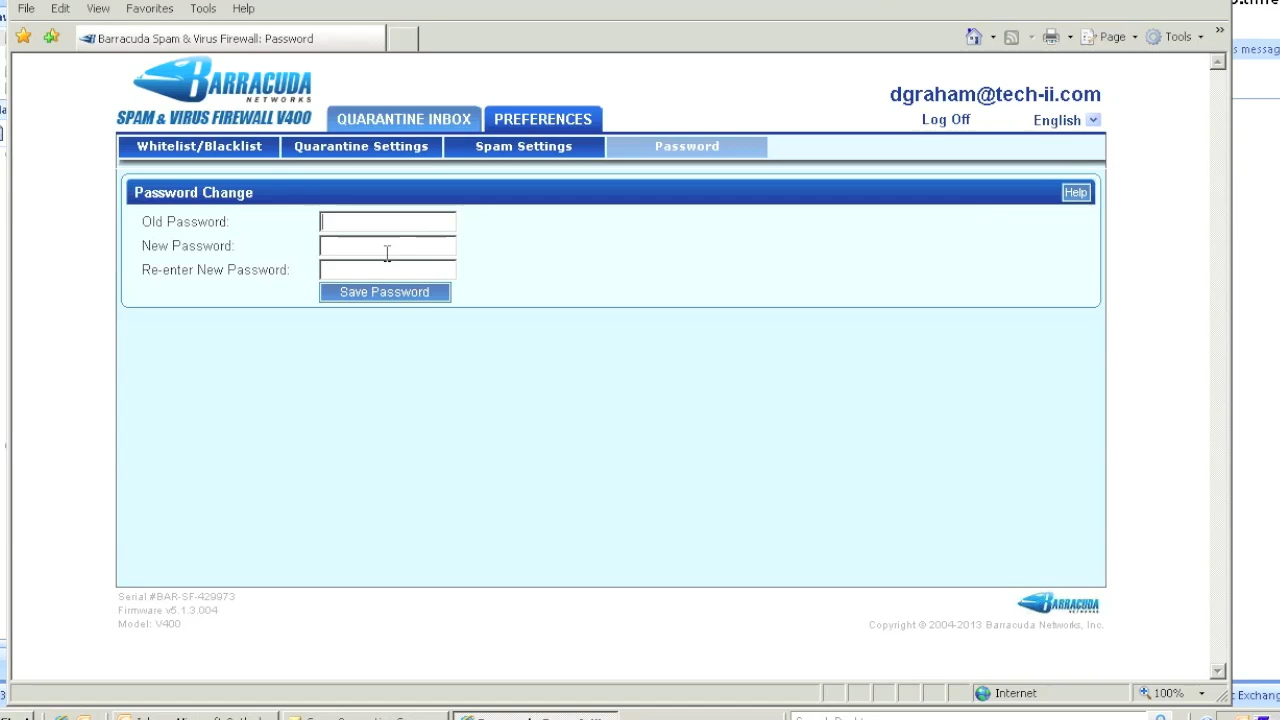 File Edit View Favorites Tools Help
Barracuda Spam & Virus Firewall: Password
Page Tools »
s messag
BARRACUDA
NETWORKS
SPAM & VIRUS FIREWALL V400
QUARANTINE INBOX PREFERENCES
dgraham@tech-ii.com
Log Off English
Whitelist/Blacklist Quarantine Settings Spam Settings Password
Password Change Help
Old Password:
New Password:
Re-enter New Password:
Save Password
Serial #BAR-SF-429973
Firmware v5.1.3.004
Model: V400
BARRACUDA
NETWORKS
Copyright © 2004-2013 Barracuda Networks, Inc.
Internet 100%
Exchang